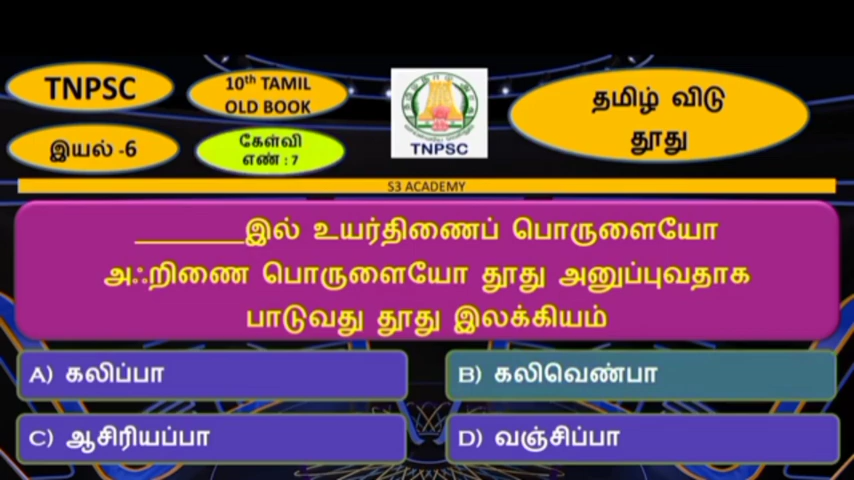 TNPSC
10th TAMIL
OLD BOOK
இயல் -6
கேள்வி
எண் : 7
TNPSC
தமிழ் விடு
தூது
S3 ACADEMY
________இல் உயர்திணைப் பொருளையோ
அஃறிணை பொருளையோ தூது அனுப்புவதாக
பாடுவது தூது இலக்கியம்
A) கலிப்பா
B) கலிவெண்பா
C) ஆசிரியப்பா
D) வஞ்சிப்பா